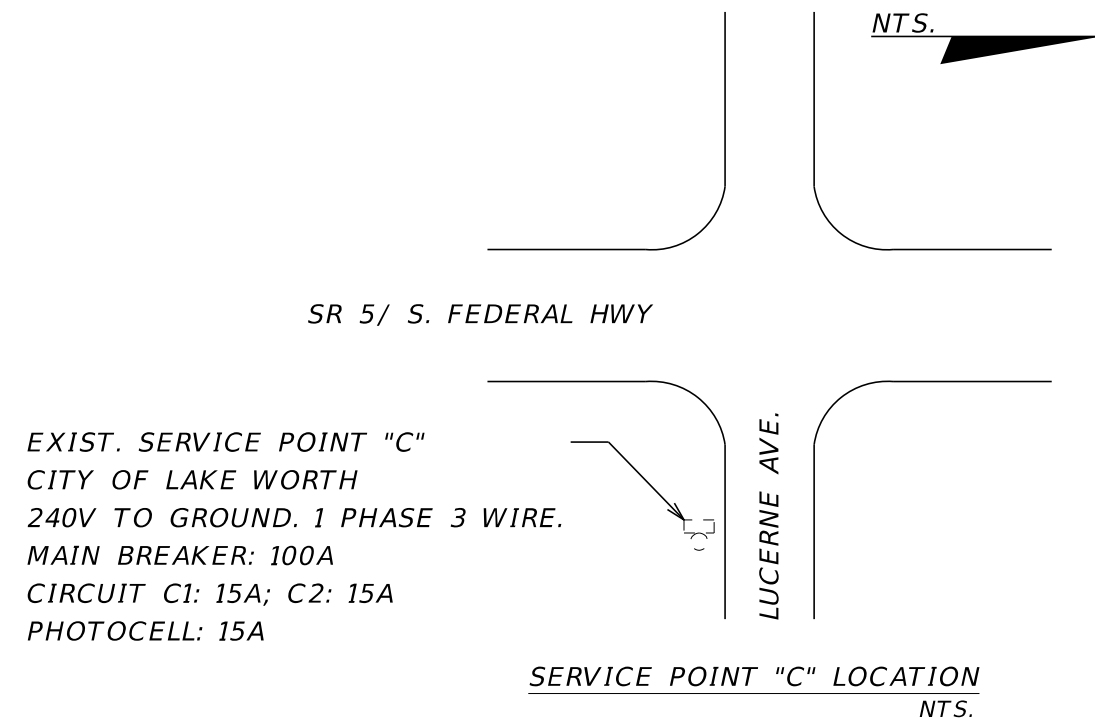 NTS.
SR 5/ S. FEDERAL HWY
LUCERNE AVE.
EXIST. SERVICE POINT "C"
CITY OF LAKE WORTH
240V TO GROUND. 1 PHASE 3 WIRE.
MAIN BREAKER: 100A
CIRCUIT C1: 15A; C2: 15A
PHOTOCELL: 15A
SERVICE POINT "C" LOCATION
NTS.